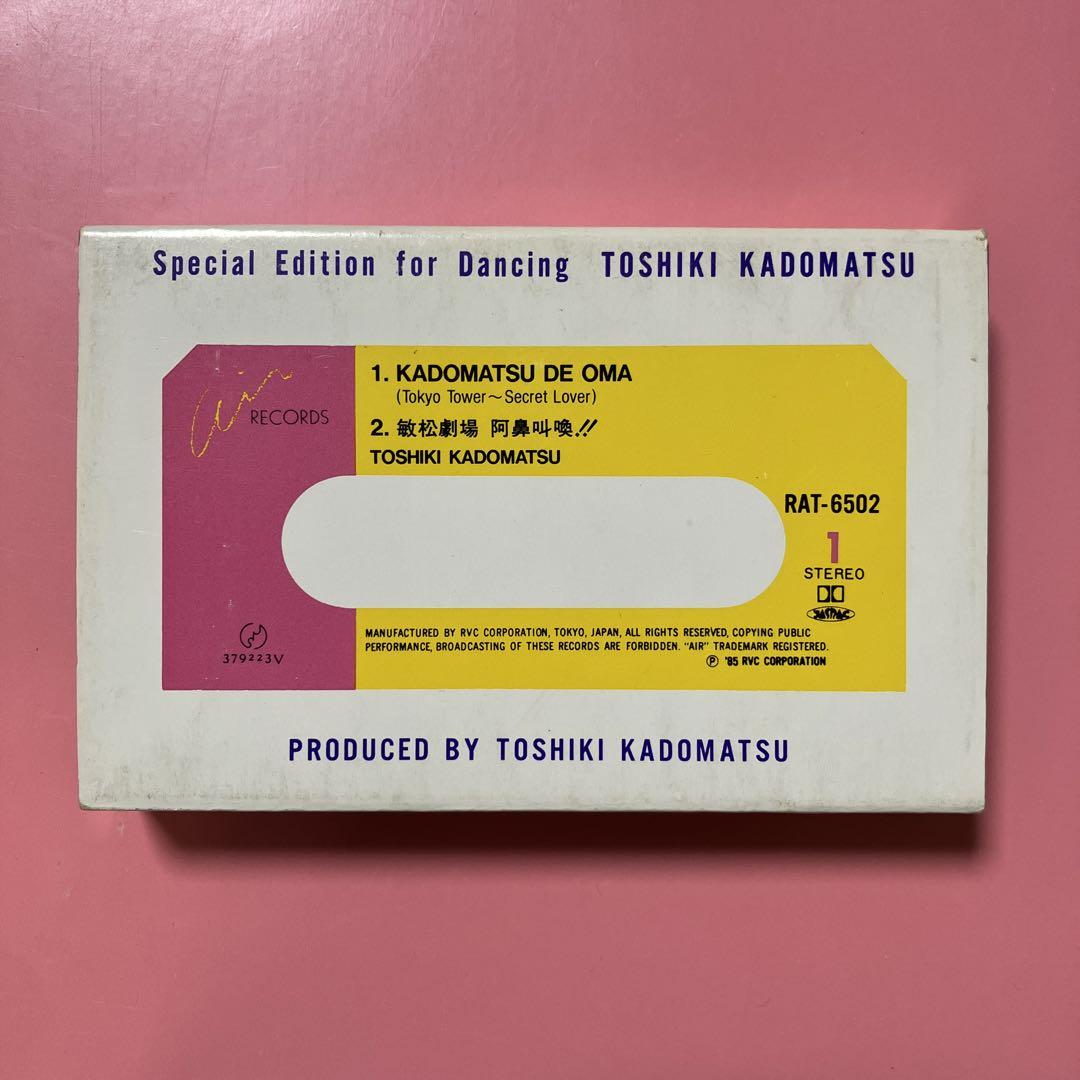 Special Edition for Dancing TOSHIKI KADOMATSU
Air
RECORDS
1. KADOMATSU DE OMA
(Tokyo Tower～Secret Lover)
2. 敏松劇場 阿鼻叫喚!!
TOSHIKI KADOMATSU
RAT-6502
1
STEREO
JASRAC
379223V
MANUFACTURED BY RVC CORPORATION, TOKYO, JAPAN, ALL RIGHTS RESERVED, COPYING PUBLIC
PERFORMANCE, BROADCASTING OF THESE RECORDS ARE FORBIDDEN. "AIR" TRADEMARK REGISTERED.
Ⓟ '85 RVC CORPORATION
PRODUCED BY TOSHIKI KADOMATSU